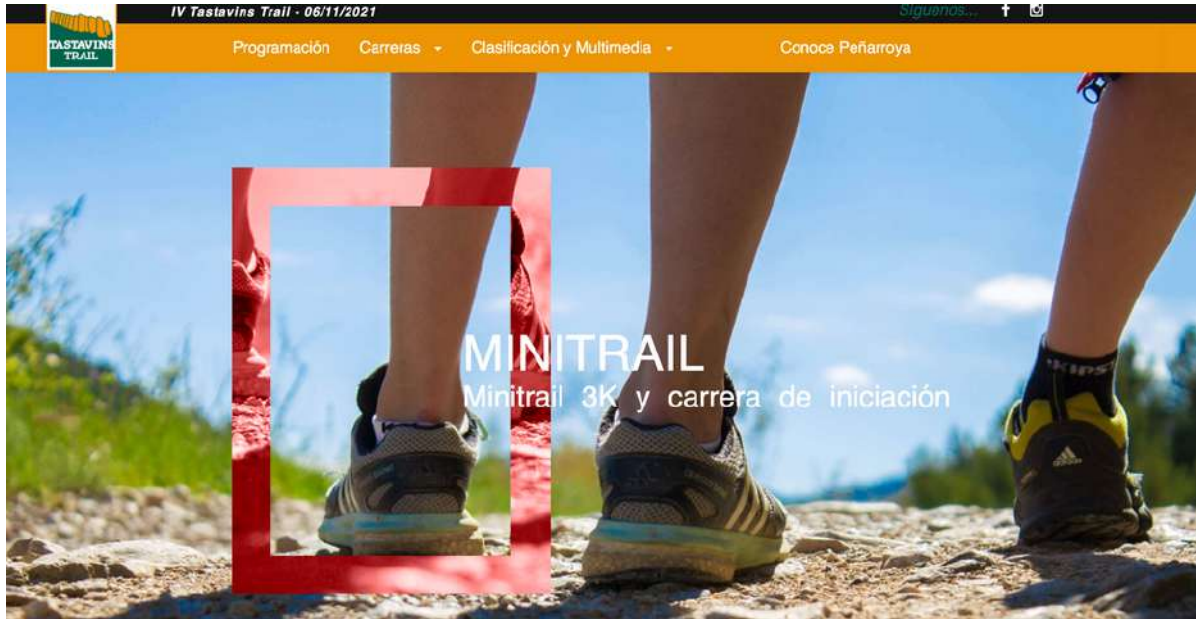 IV Tastavins Trail - 06/11/2021
Síguenos...
TASTAVINS
TRAIL
Programación
Carreras
Clasificación y Multimedia
Conoce Peñarroya
MINITRAIL
Minitrail 3K y carrera de iniciación
adidas